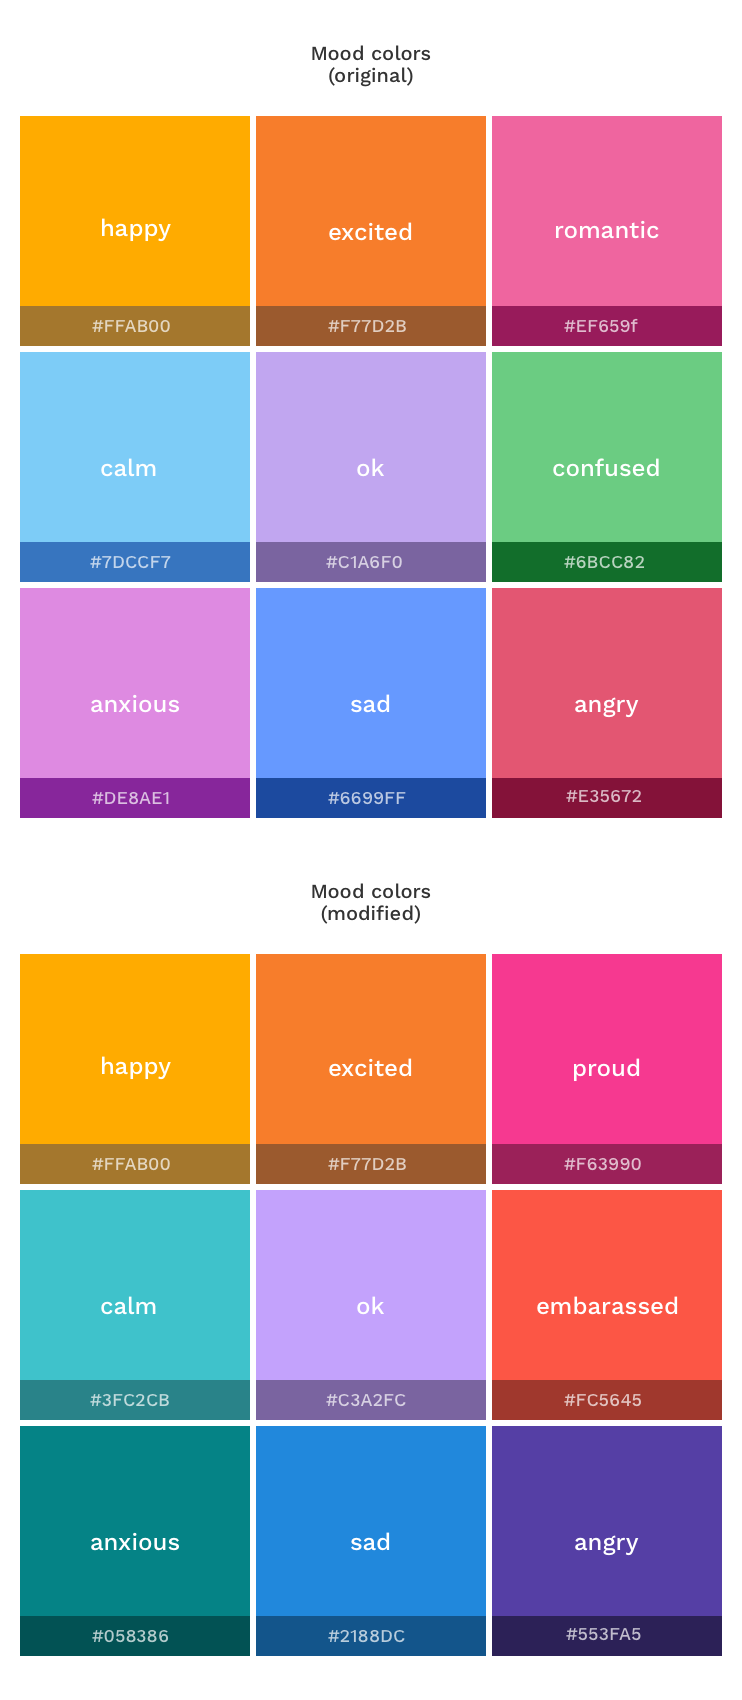 Mood colors
(original)
happy
excited
romantic
#FFAB00
#F77D2B
#EF659f
calm
ok
confused
#7DCCF7
#C1A6F0
#6BCC82
anxious
sad
angry
#DE8AE1
#6699FF
#E35672
Mood colors
(modified)
happy
excited
proud
#FFAB00
#F77D2B
#F63990
calm
ok
embarassed
#3FC2CB
#C3A2FC
#FC5645
anxious
sad
angry
#058386
#2188DC
#553FA5